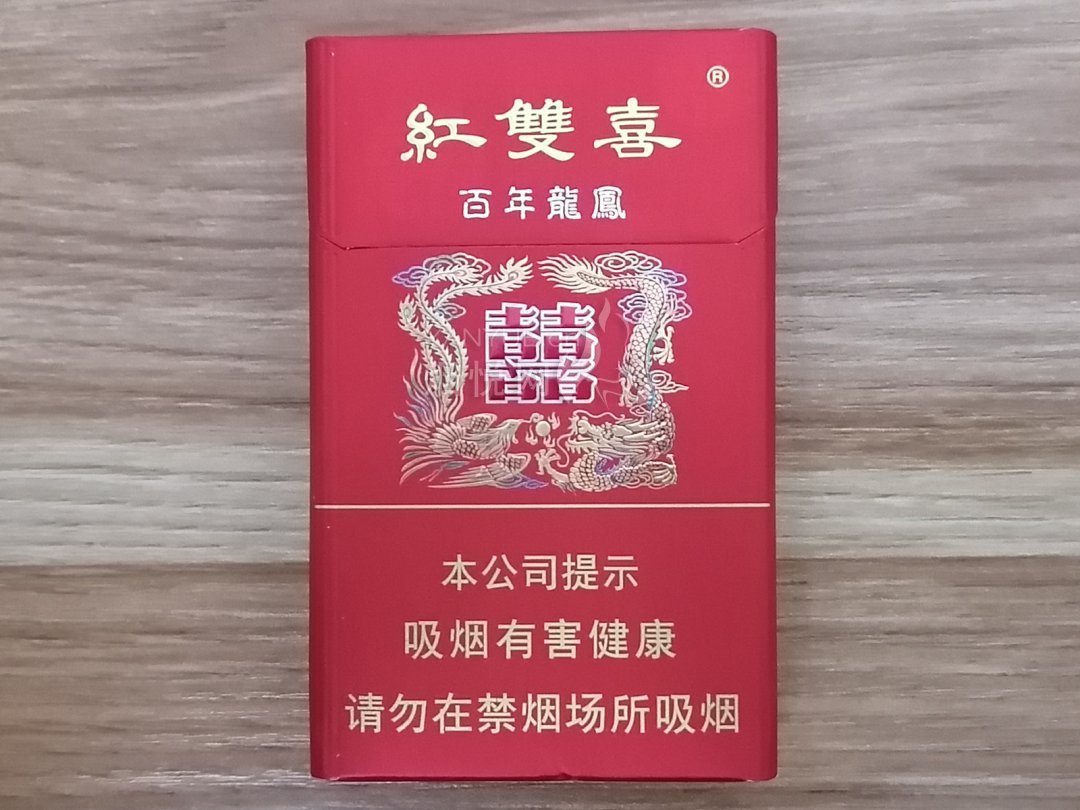 ®
紅雙喜
百年龍鳳
囍
本公司提示
吸烟有害健康
请勿在禁烟场所吸烟